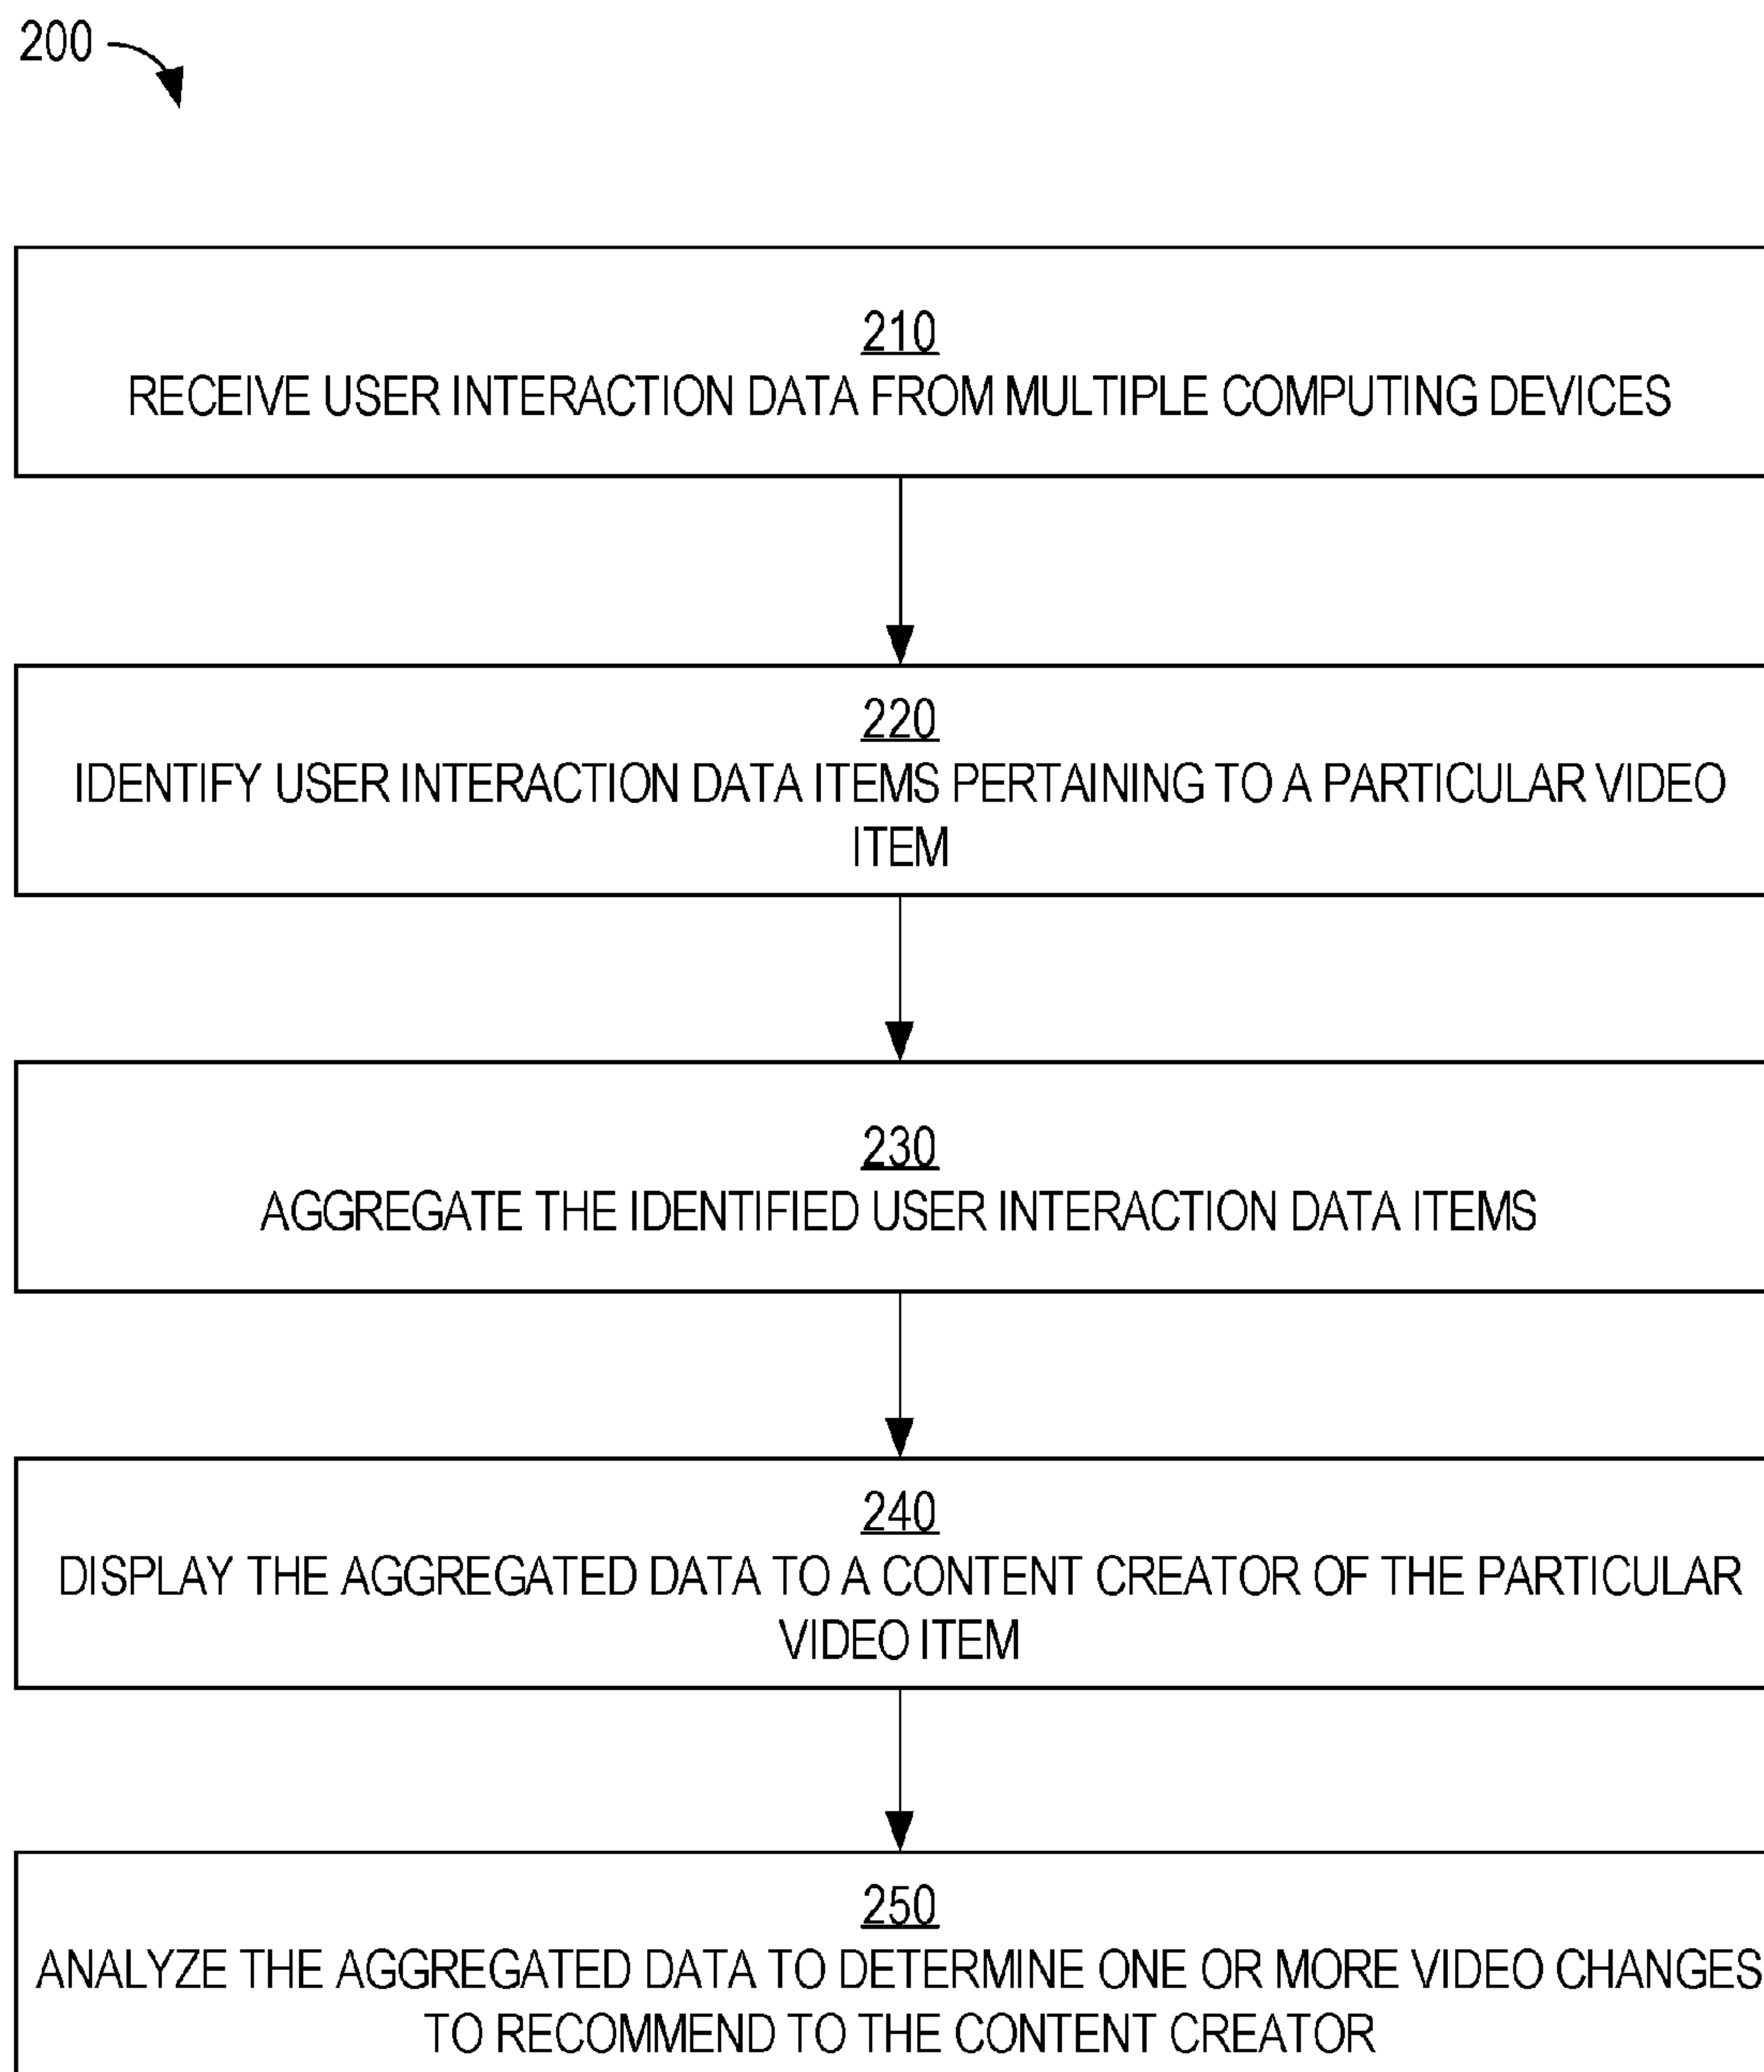 200
210
RECEIVE USER INTERACTION DATA FROM MULTIPLE COMPUTING DEVICES
220
IDENTIFY USER INTERACTION DATA ITEMS PERTAINING TO A PARTICULAR VIDEO
ITEM
230
AGGREGATE THE IDENTIFIED USER INTERACTION DATA ITEMS
240
DISPLAY THE AGGREGATED DATA TO A CONTENT CREATOR OF THE PARTICULAR
VIDEO ITEM
250
ANALYZE THE AGGREGATED DATA TO DETERMINE ONE OR MORE VIDEO CHANGES
TO RECOMMEND TO THE CONTENT CREATOR